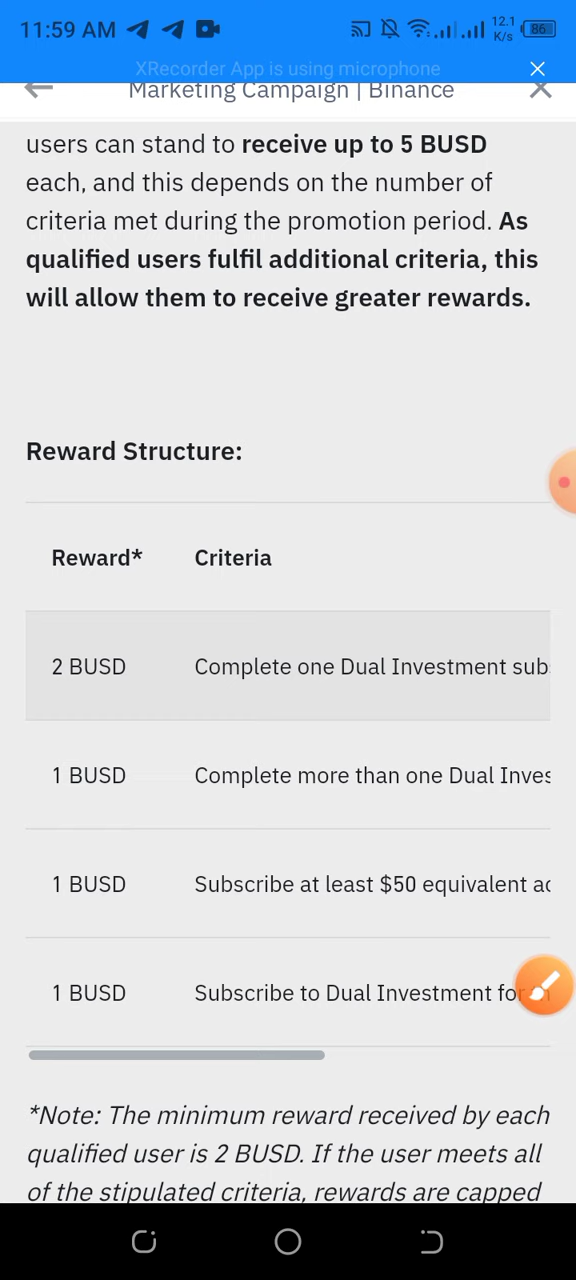 11:59 AM
12.1
K/s
86
XRecorder App is using microphone
Marketing Campaign | Binance
users can stand to receive up to 5 BUSD
each, and this depends on the number of
criteria met during the promotion period. As
qualified users fulfil additional criteria, this
will allow them to receive greater rewards.
Reward Structure:
Reward* Criteria
2 BUSD Complete one Dual Investment
1 BUSD Complete more than one Dual
1 BUSD Subscribe at least $50 equivalent
1 BUSD Subscribe to Dual Investment for
*Note: The minimum reward received by each
qualified user is 2 BUSD. If the user meets all
of the stipulated criteria, rewards are capped